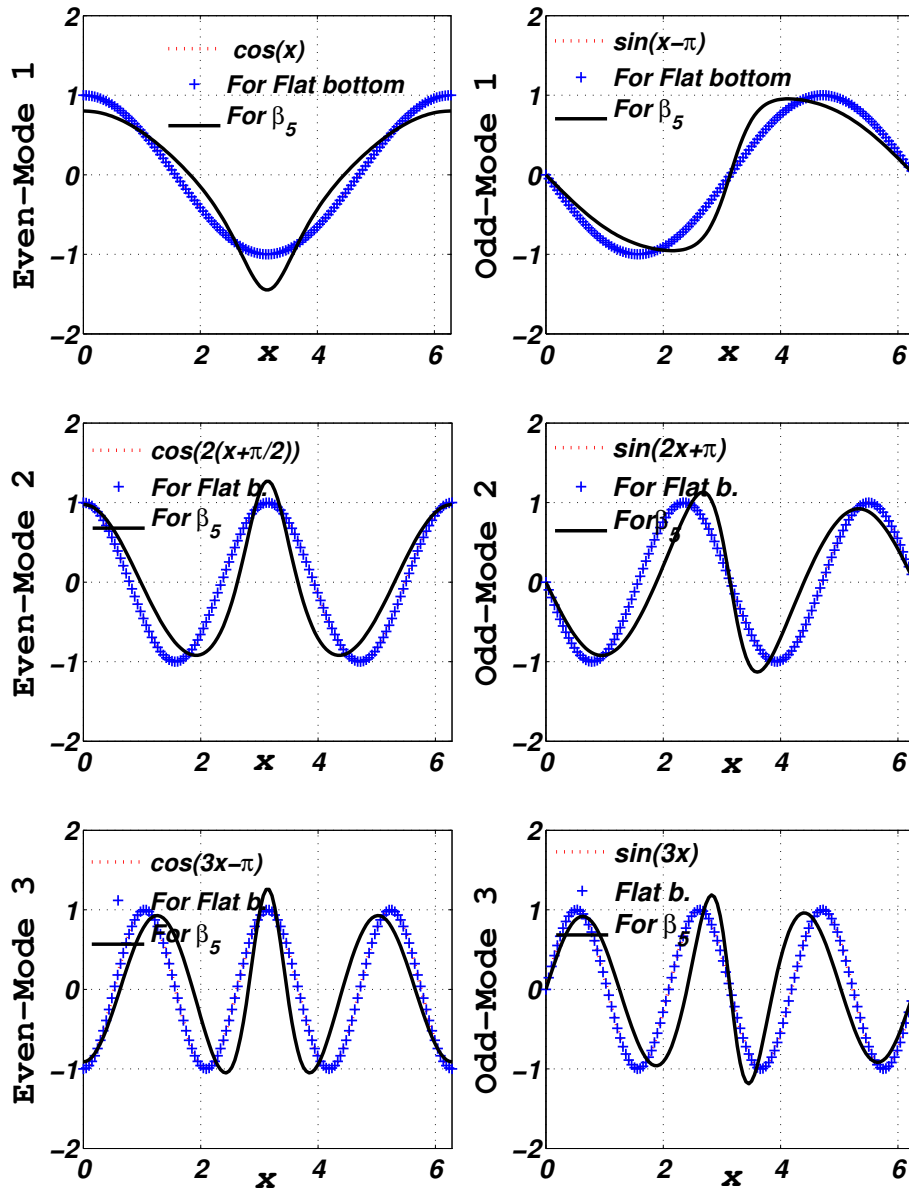 Even-Mode 1
2
1
0
−1
−2
0
2
4
6
x
cos(x)
For Flat bottom
For β5
Odd-Mode 1
2
1
0
−1
−2
0
2
4
6
x
sin(x−π)
For Flat bottom
For β5
Even-Mode 2
2
1
0
−1
−2
0
2
4
6
x
cos(2(x+π/2))
For Flat b.
For β5
Odd-Mode 2
2
1
0
−1
−2
0
2
4
6
x
sin(2x+π)
For Flat b.
Forβ5
Even-Mode 3
2
1
0
−1
−2
0
2
4
6
x
cos(3x−π)
For Flat b.
For β5
Odd-Mode 3
2
1
0
−1
−2
0
2
4
6
x
sin(3x)
Flat b.
For β5